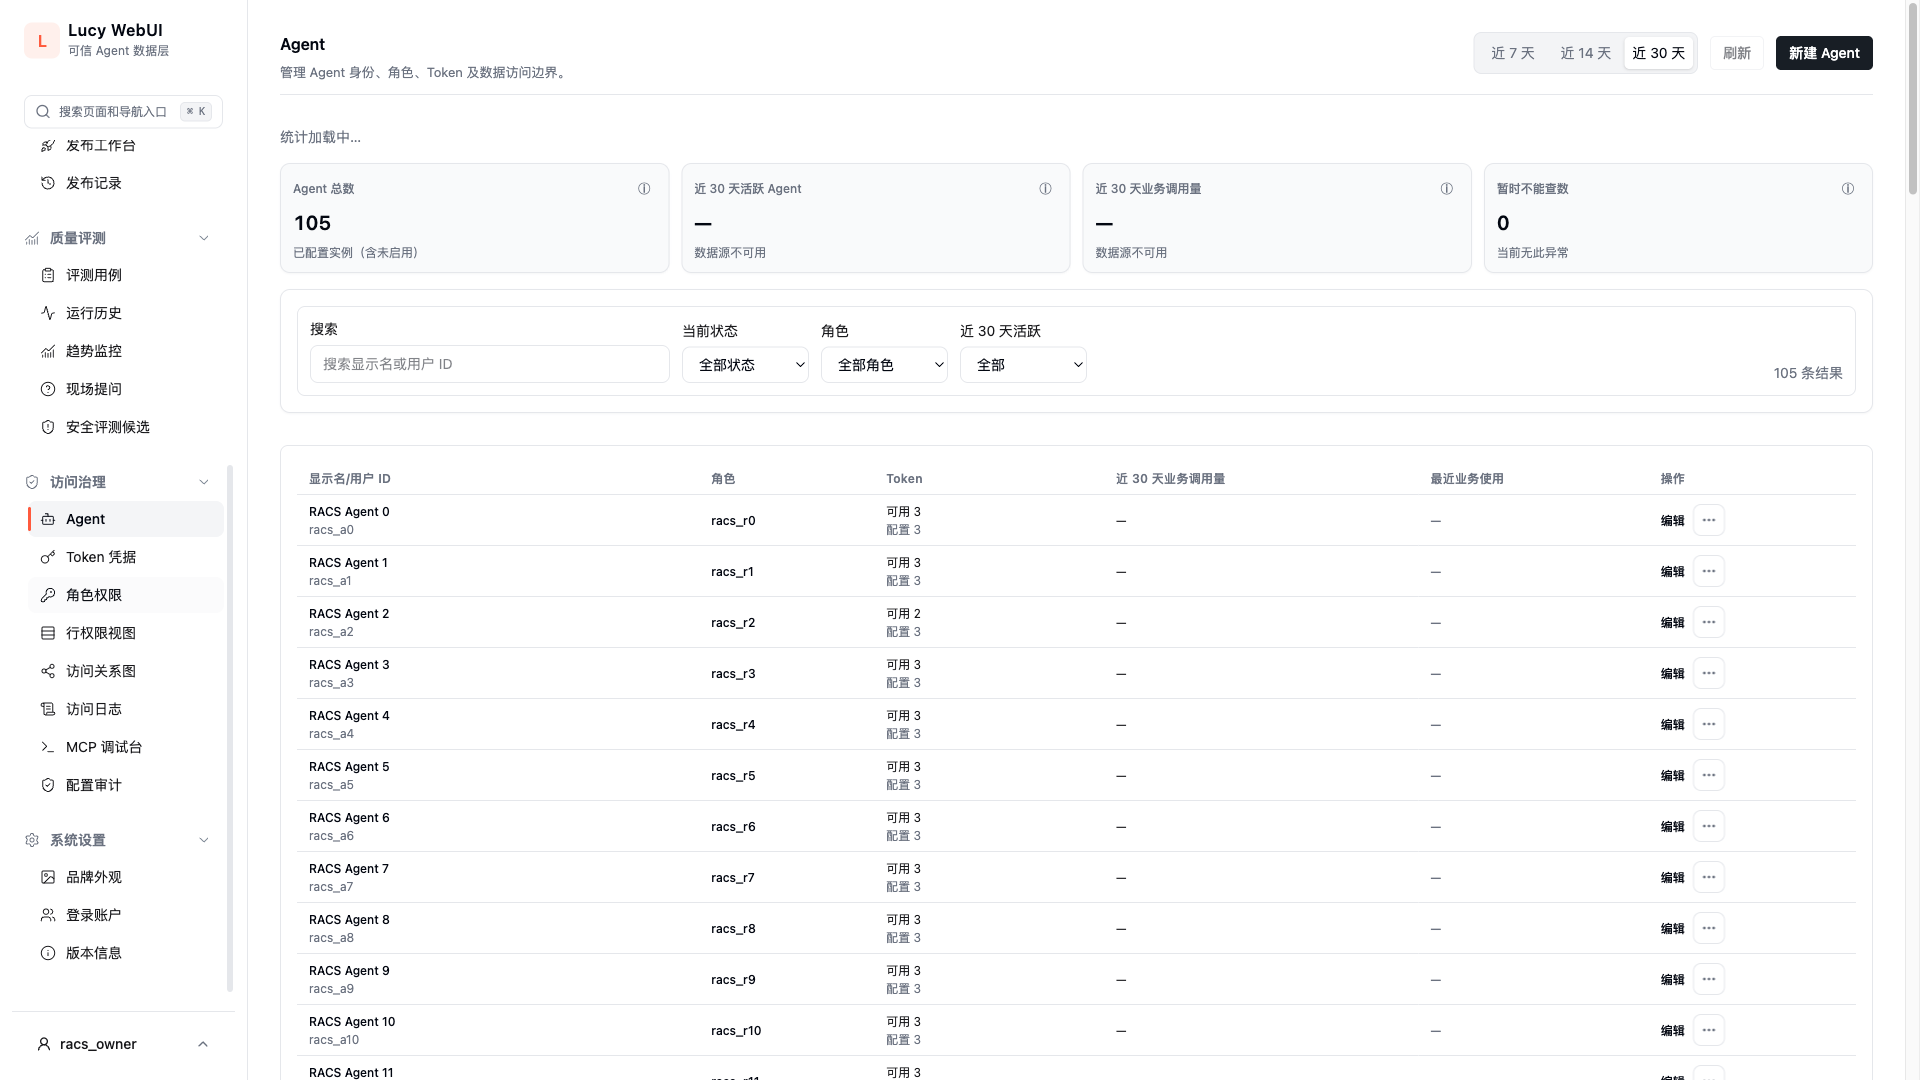 L
Lucy WebUI
可信 Agent 数据层
搜索页面和导航入口 ⌘ K
发布工作台
发布记录
质量评测
评测用例
运行历史
趋势监控
现场提问
安全评测候选
访问治理
Agent
Token 凭据
角色权限
行权限视图
访问关系图
访问日志
MCP 调试台
配置审计
系统设置
品牌外观
登录账户
版本信息
racs_owner
Agent
管理 Agent 身份、角色、Token 及数据访问边界。
近 7 天 近 14 天 近 30 天 刷新 新建 Agent
统计加载中...
Agent 总数
105
已配置实例（含未启用）
近 30 天活跃 Agent
—
数据源不可用
近 30 天业务调用量
—
数据源不可用
暂时不能查数
0
当前无此异常
搜索 当前状态 角色 近 30 天活跃
搜索显示名或用户 ID 全部状态 全部角色 全部
105 条结果
显示名/用户 ID 角色 Token 近 30 天业务调用量 最近业务使用 操作
RACS Agent 0 可用 3
racs_a0 racs_r0 配置 3 — — 编辑 ···
RACS Agent 1 可用 3
racs_a1 racs_r1 配置 3 — — 编辑 ···
RACS Agent 2 可用 2
racs_a2 racs_r2 配置 3 — — 编辑 ···
RACS Agent 3 可用 3
racs_a3 racs_r3 配置 3 — — 编辑 ···
RACS Agent 4 可用 3
racs_a4 racs_r4 配置 3 — — 编辑 ···
RACS Agent 5 可用 3
racs_a5 racs_r5 配置 3 — — 编辑 ···
RACS Agent 6 可用 3
racs_a6 racs_r6 配置 3 — — 编辑 ···
RACS Agent 7 可用 3
racs_a7 racs_r7 配置 3 — — 编辑 ···
RACS Agent 8 可用 3
racs_a8 racs_r8 配置 3 — — 编辑 ···
RACS Agent 9 可用 3
racs_a9 racs_r9 配置 3 — — 编辑 ···
RACS Agent 10 可用 3
racs_a10 racs_r10 配置 3 — — 编辑 ···
RACS Agent 11 可用 3